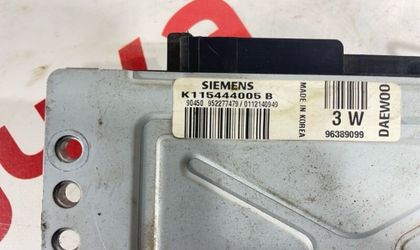 SIEMENS
K115444005 B
90450 952277479 / 0112140949
MADE IN KOREA
3 W
96389099
DAEWOO